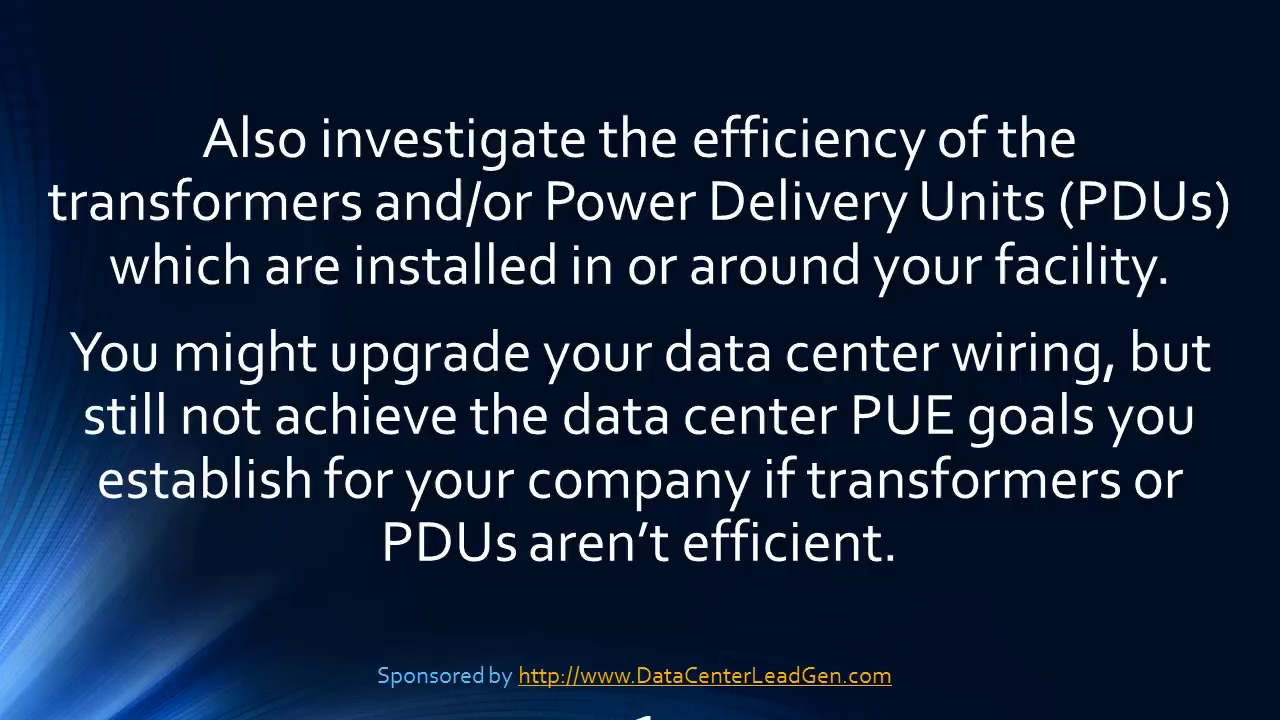 Also investigate the efficiency of the
transformers and/or Power Delivery Units (PDUs)
which are installed in or around your facility.
You might upgrade your data center wiring, but
still not achieve the data center PUE goals you
establish for your company if transformers or
PDUs aren’t efficient.
Sponsored by http://www.DataCenterLeadGen.com